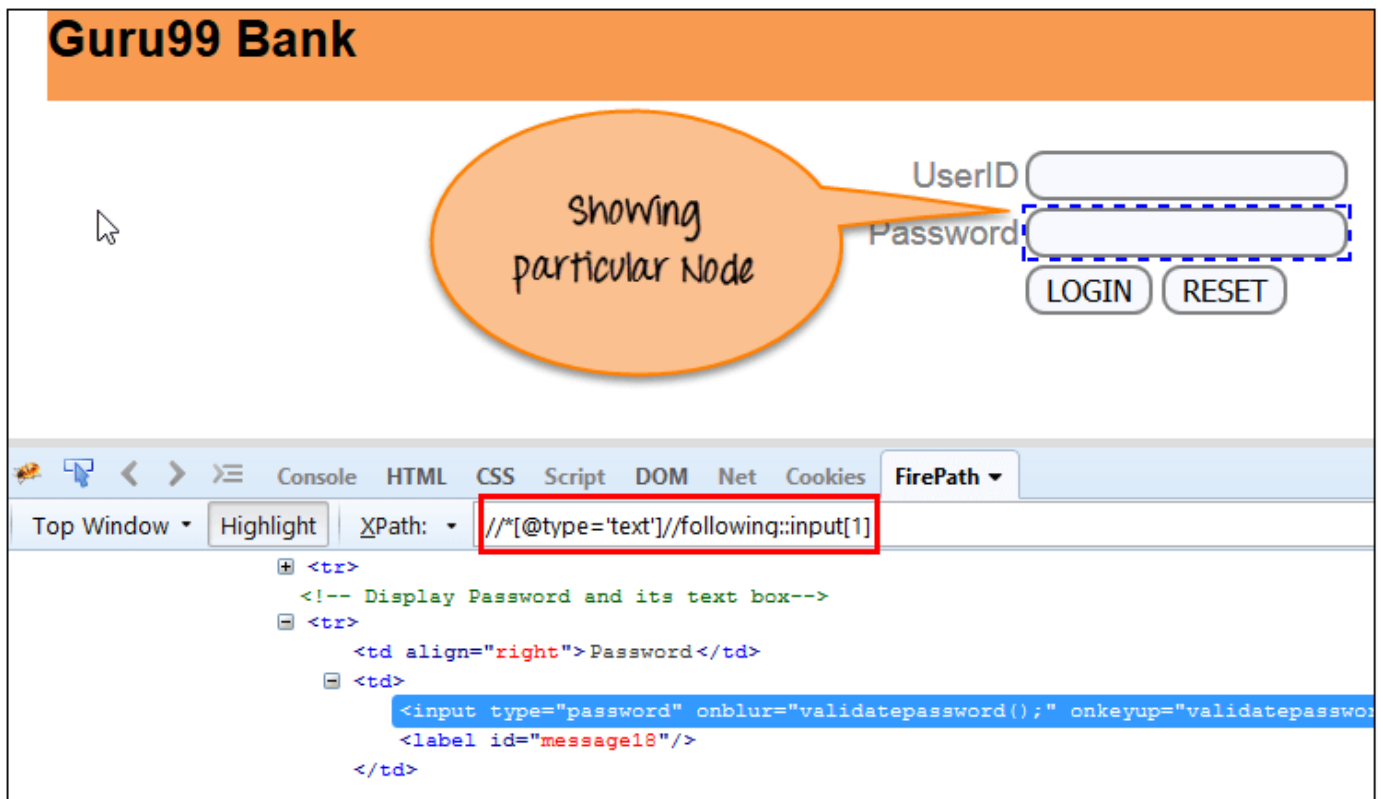 Guru99 Bank
UserID
Showing
particular Node
Password
LOGIN RESET
Console HTML CSS Script DOM Net Cookies FirePath
Top Window Highlight XPath: //*[@type='text']//following::input[1]
<tr>
<!-- Display Password and its text box-->
<tr>
<td align="right">Password</td>
<td>
<input type="password" onblur="validatepassword();" onkeyup="validatepasswor
<label id="message18"/>
</td>